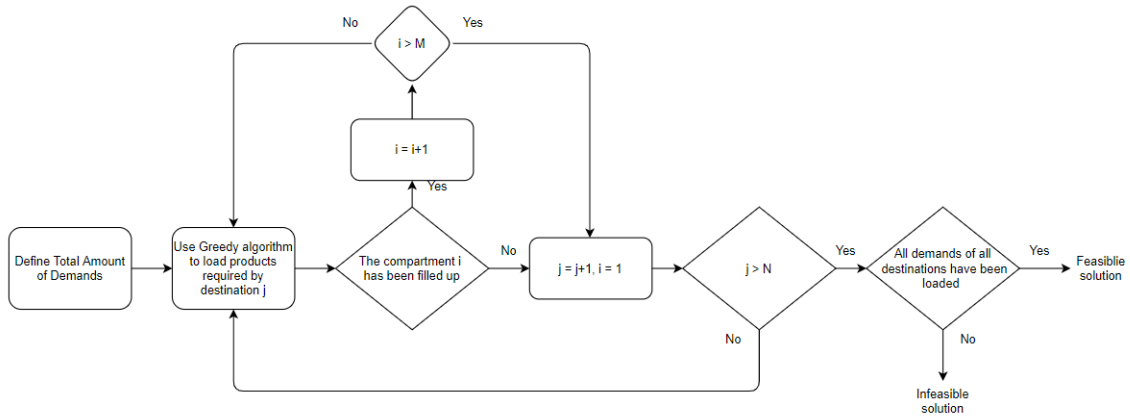 No
Yes
i > M
i = i+1
Yes
Define Total Amount
of Demands
Use Greedy algorithm
to load products
required by
destination j
The compartment i
has been filled up
No
j = j+1, i = 1
j > N
Yes
All demands of all
destinations have been
loaded
Yes
Feasiblie
solution
No
No
Infeasible
solution